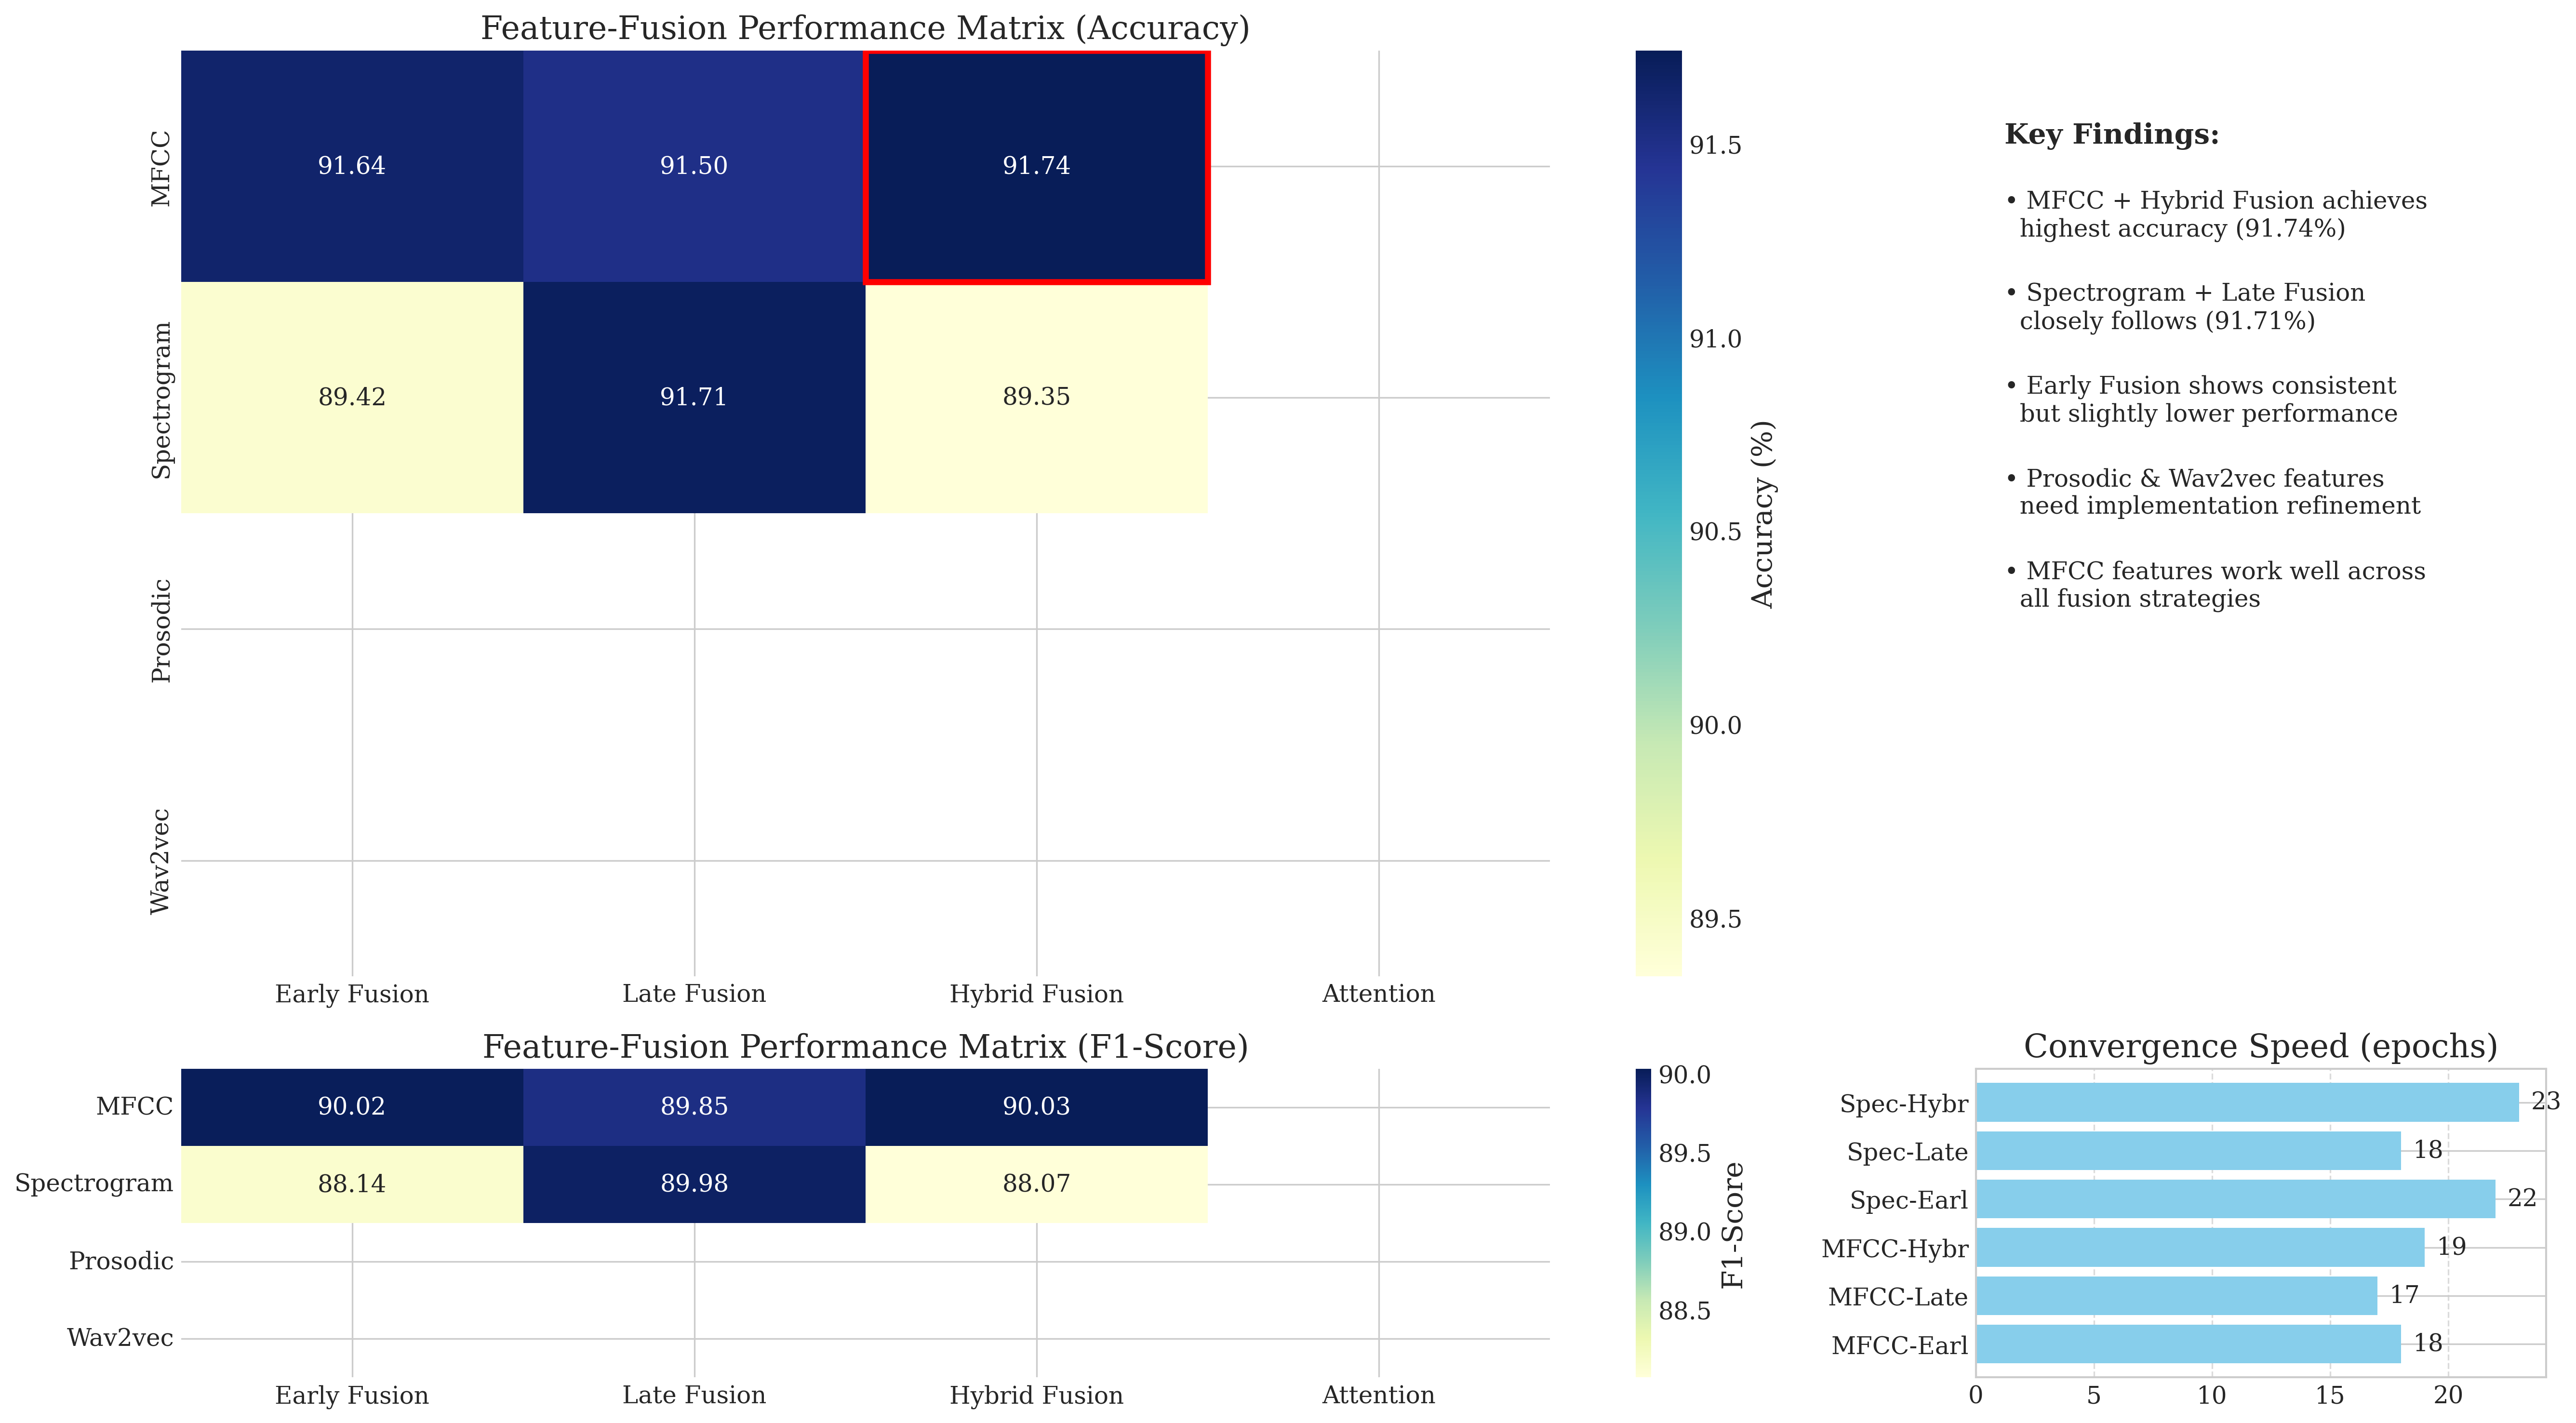 Feature-Fusion Performance Matrix (Accuracy)
MFCC
Spectrogram
Prosodic
Wav2vec
91.64 91.50 91.74
89.42 91.71 89.35
Early Fusion Late Fusion Hybrid Fusion Attention
91.5
91.0
90.5
90.0
89.5
Accuracy (%)
Key Findings:
• MFCC + Hybrid Fusion achieves
highest accuracy (91.74%)
• Spectrogram + Late Fusion
closely follows (91.71%)
• Early Fusion shows consistent
but slightly lower performance
• Prosodic & Wav2vec features
need implementation refinement
• MFCC features work well across
all fusion strategies
Feature-Fusion Performance Matrix (F1-Score)
MFCC 90.02 89.85 90.03
Spectrogram 88.14 89.98 88.07
Prosodic
Wav2vec
Early Fusion Late Fusion Hybrid Fusion Attention
90.0
89.5
89.0
88.5
F1-Score
Convergence Speed (epochs)
Spec-Hybr 23
Spec-Late 18
Spec-Earl 22
MFCC-Hybr 19
MFCC-Late 17
MFCC-Earl 18
0 5 10 15 20